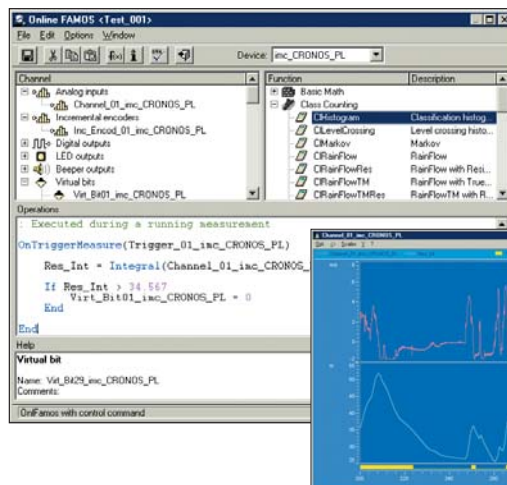 Online FAMOS <Test_001>
File Edit Options Window
Device: imc_CRONOS_PL
Channel
Analog inputs
Channel_01_imc_CRONOS_PL
Incremental encoders
Inc_Encod_01_imc_CRONOS_PL
Digital outputs
LED outputs
Beeper outputs
Virtual bits
Virt_Bit01_imc_CRONOS_PL
Function Description
Basic Math
Class Counting
ClHistogram Classification histog...
ClLevelCrossing Level crossing histo...
ClMarkov Markov
ClRainFlow RainFlow
ClRainFlowRes RainFlow with Resi...
ClRainFlowTM RainFlow with True...
ClRainFlowTMRes RainFlow with TM R...
Operations
; Executed during a running measurement
OnTriggerMeasure(Trigger_01_imc_CRONOS_PL)
Res_Int = Integral(Channel_01_imc_CRONOS_
If Res_Int > 34.567
Virt_Bit01_imc_CRONOS_PL = 0
End
End
Help
Virtual bit
Name: Virt_Bit29_imc_CRONOS_PL
Comments:
OnlFamos with control command
Channel_01_imc_CRONOS_PL